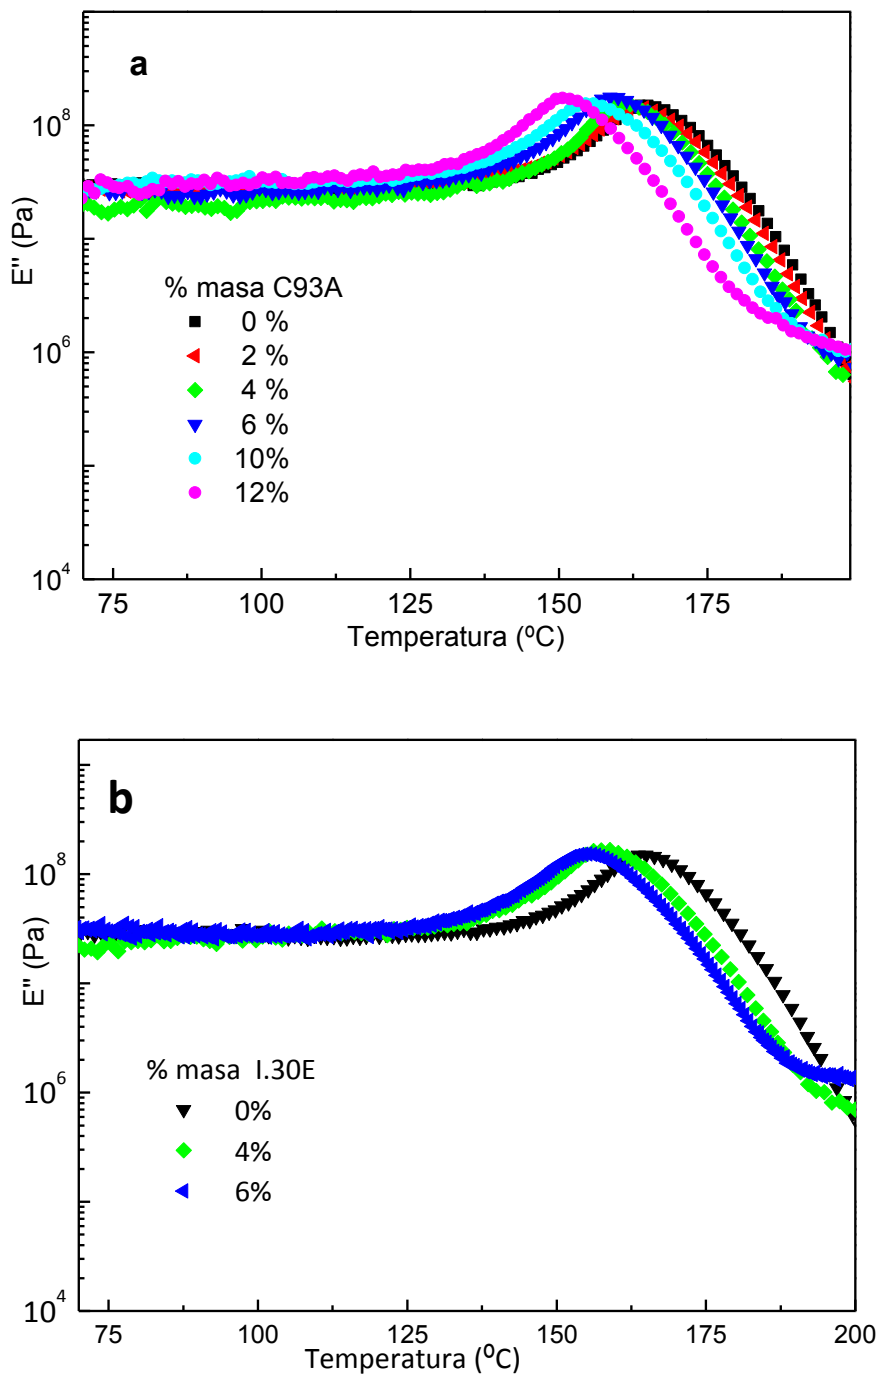 a
10^8
10^6
10^4
E'' (Pa)
% masa C93A
0 %
2 %
4 %
6 %
10%
12%
75 100 125 150 175
Temperatura (ºC)
b
10^8
10^6
10^4
E'' (Pa)
% masa I.30E
0%
4%
6%
75 100 125 150 175 200
Temperatura (ºC)